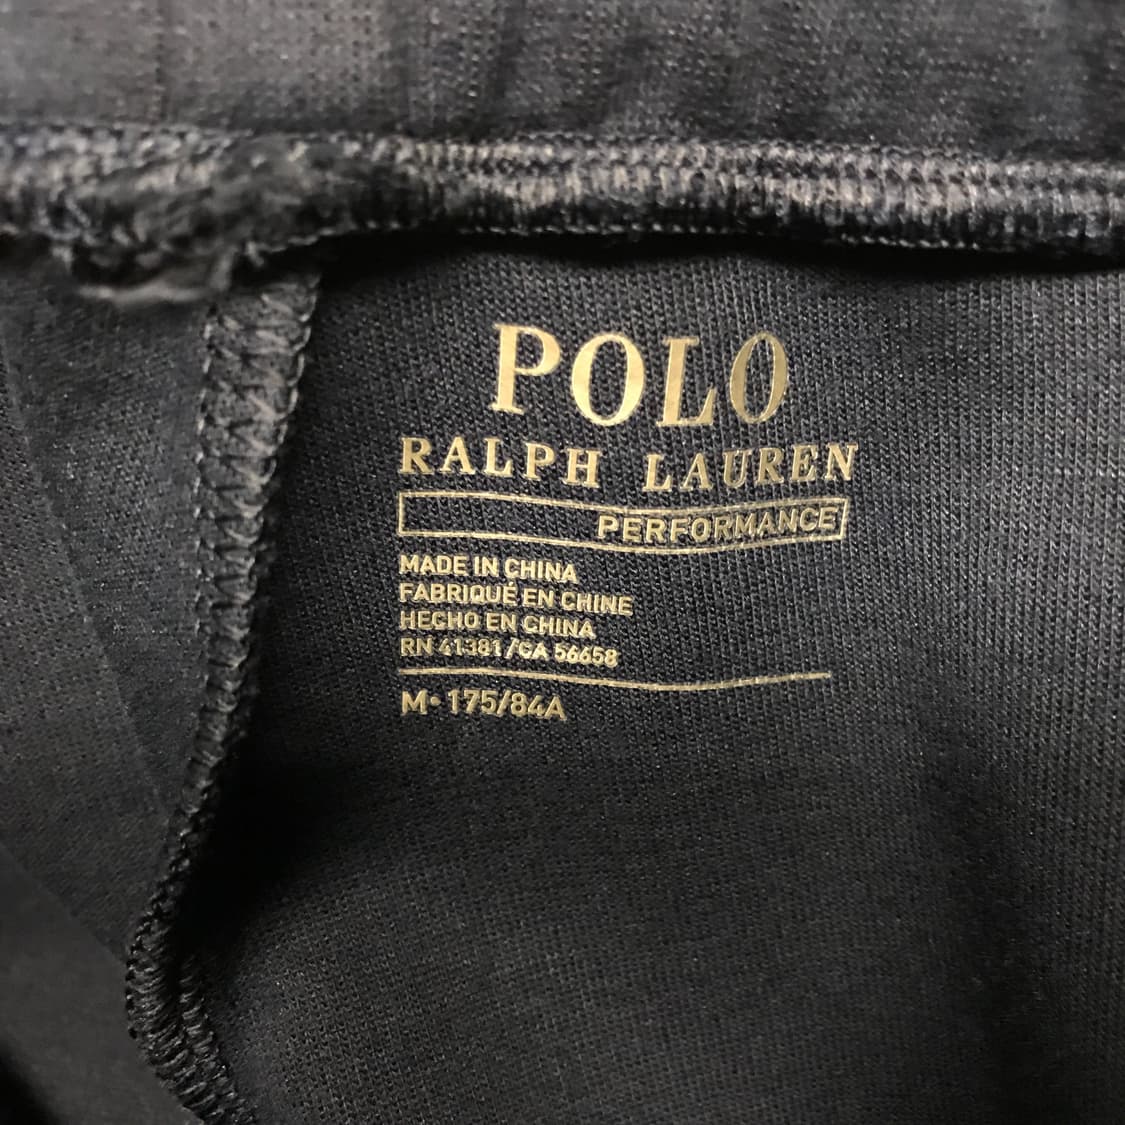 POLO
RALPH LAUREN
PERFORMANCE
MADE IN CHINA
FABRIQUÉ EN CHINE
HECHO EN CHINA
RN 41381/CA 56658
M• 175/84A